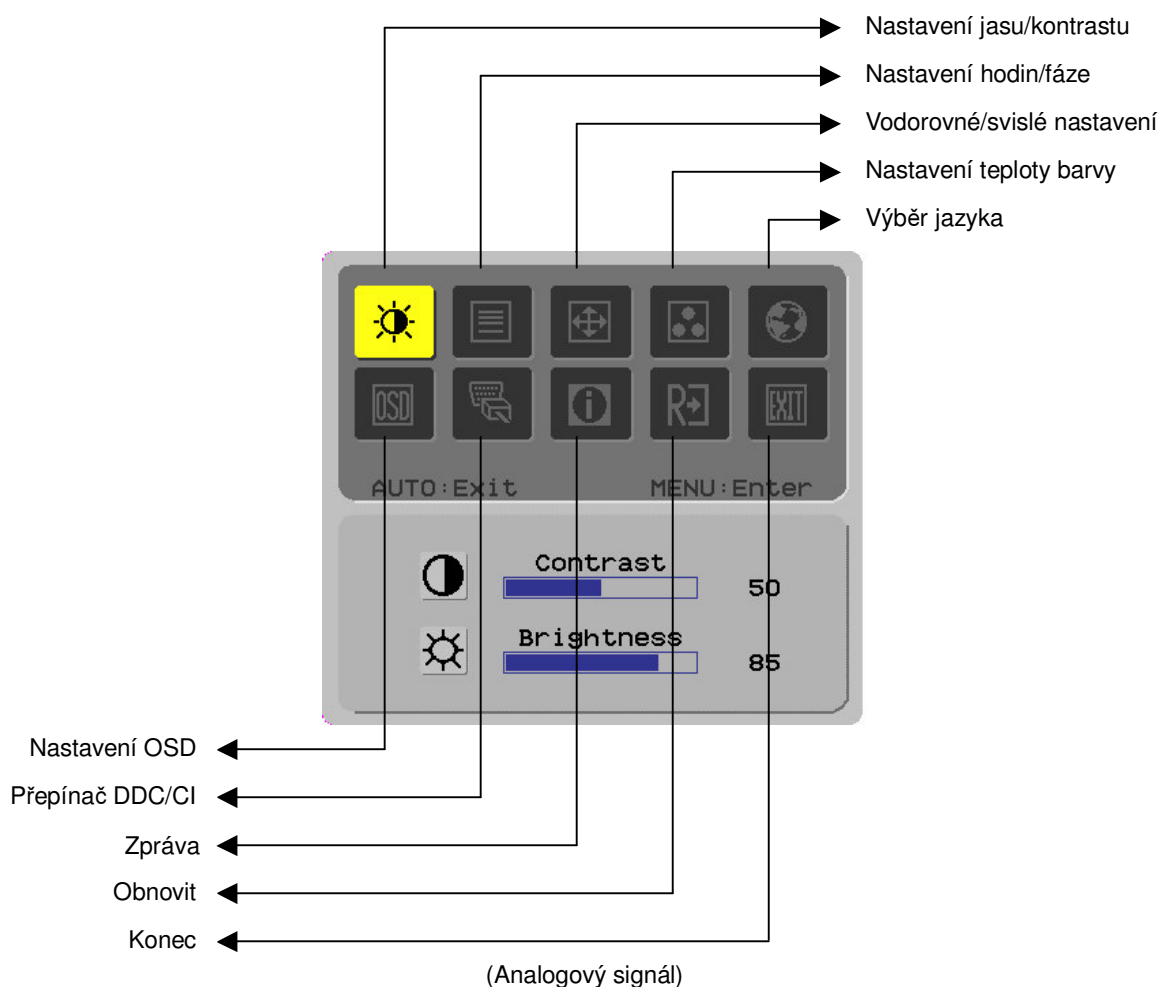 Nastavení jasu/kontrastu
Nastavení hodin/fáze
Vodorovné/svislé nastavení
Nastavení teploty barvy
Výběr jazyka
OSD
i
R
EXIT
AUTO:Exit MENU:Enter
Contrast
50
Brightness
85
Nastavení OSD
Přepínač DDC/CI
Zpráva
Obnovit
Konec
(Analogový signál)